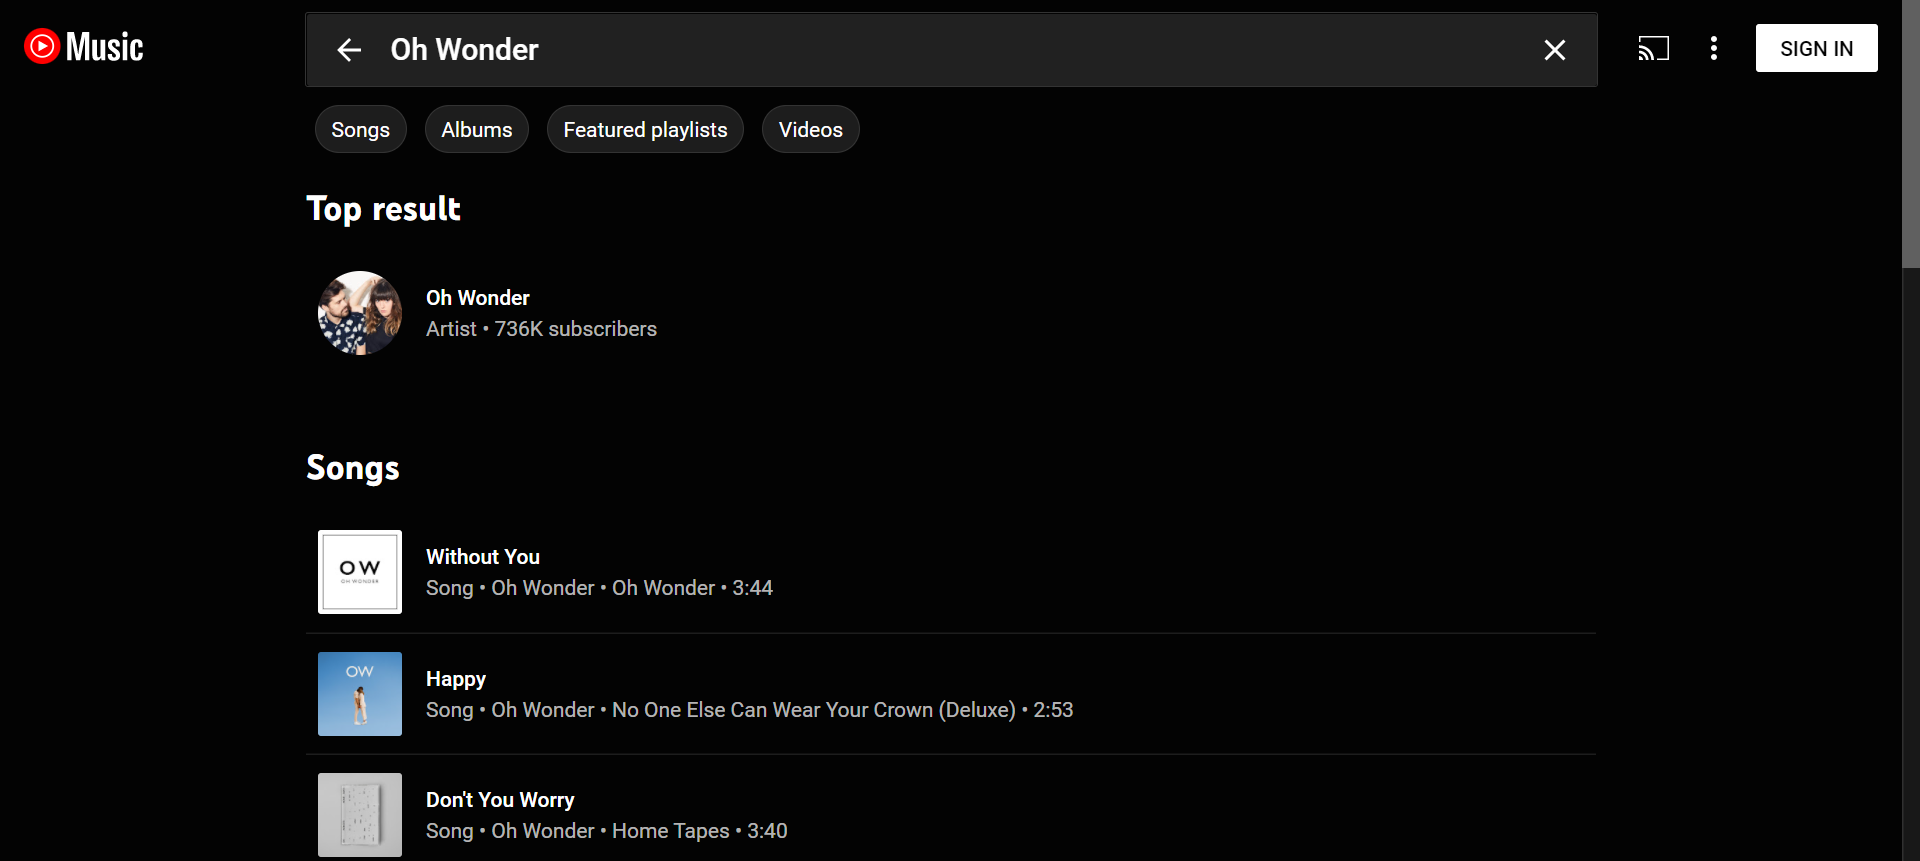 Music
Oh Wonder
SIGN IN
Songs
Albums
Featured playlists
Videos
Top result
Oh Wonder
Artist • 736K subscribers
Songs
OW
OH WONDER
Without You
Song • Oh Wonder • Oh Wonder • 3:44
OW
Happy
Song • Oh Wonder • No One Else Can Wear Your Crown (Deluxe) • 2:53
Don't You Worry
Song • Oh Wonder • Home Tapes • 3:40